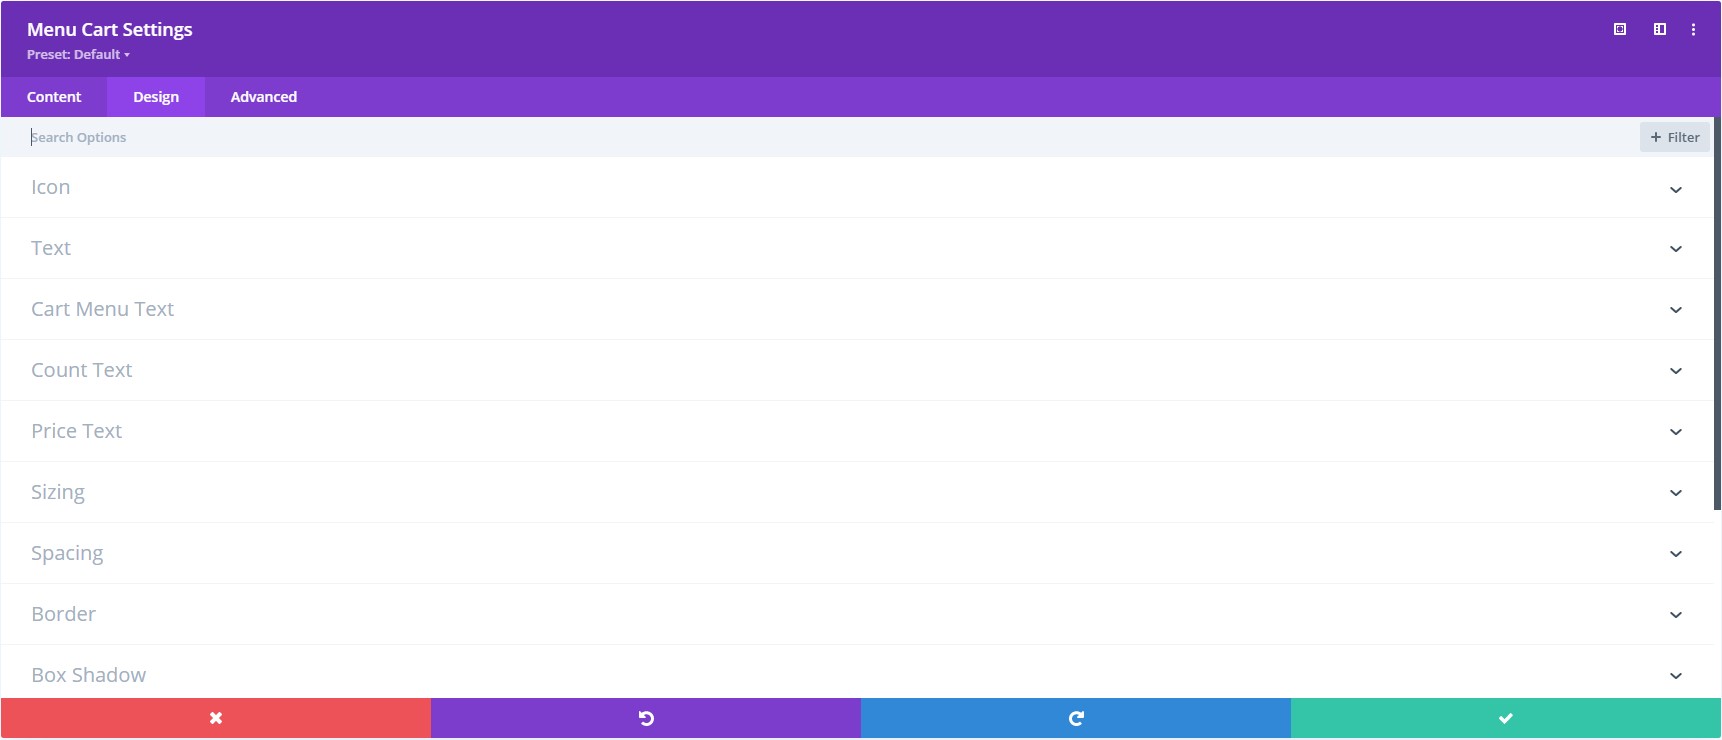 Menu Cart Settings
Preset: Default
Content Design Advanced
Search Options + Filter
Icon
Text
Cart Menu Text
Count Text
Price Text
Sizing
Spacing
Border
Box Shadow